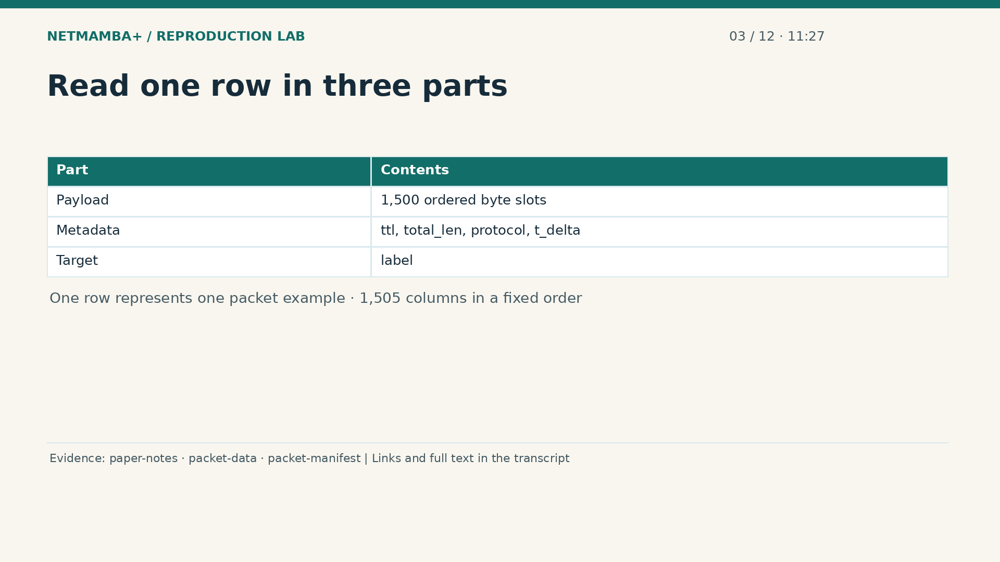 NETMAMBA+ / REPRODUCTION LAB
03 / 12 · 11:27
Read one row in three parts
Part Contents
Payload 1,500 ordered byte slots
Metadata ttl, total_len, protocol, t_delta
Target label
One row represents one packet example · 1,505 columns in a fixed order
Evidence: paper-notes · packet-data · packet-manifest | Links and full text in the transcript